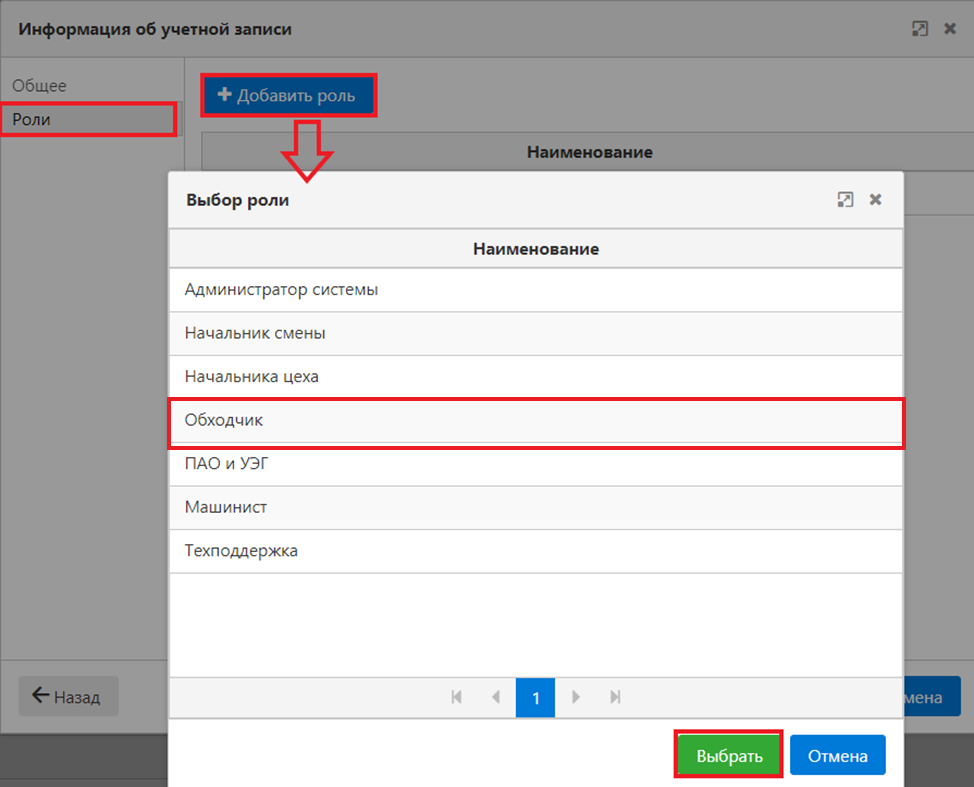 Информация об учетной записи
Общее
Роли
Добавить роль
Наименование
Выбор роли
Наименование
Администратор системы
Начальник смены
Начальника цеха
Обходчик
ПАО и УЭГ
Машинист
Техподдержка
1
Назад
мена
Выбрать
Отмена